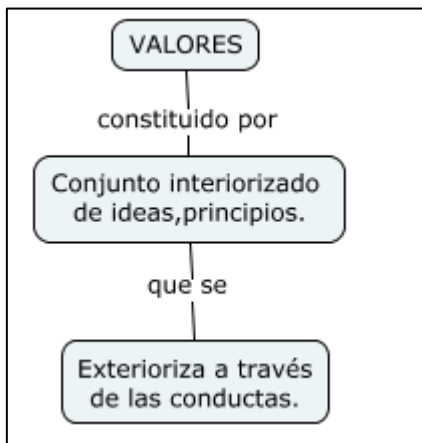 VALORES
constituido por
Conjunto interiorizado
de ideas,principios.
que se
Exterioriza a través
de las conductas.